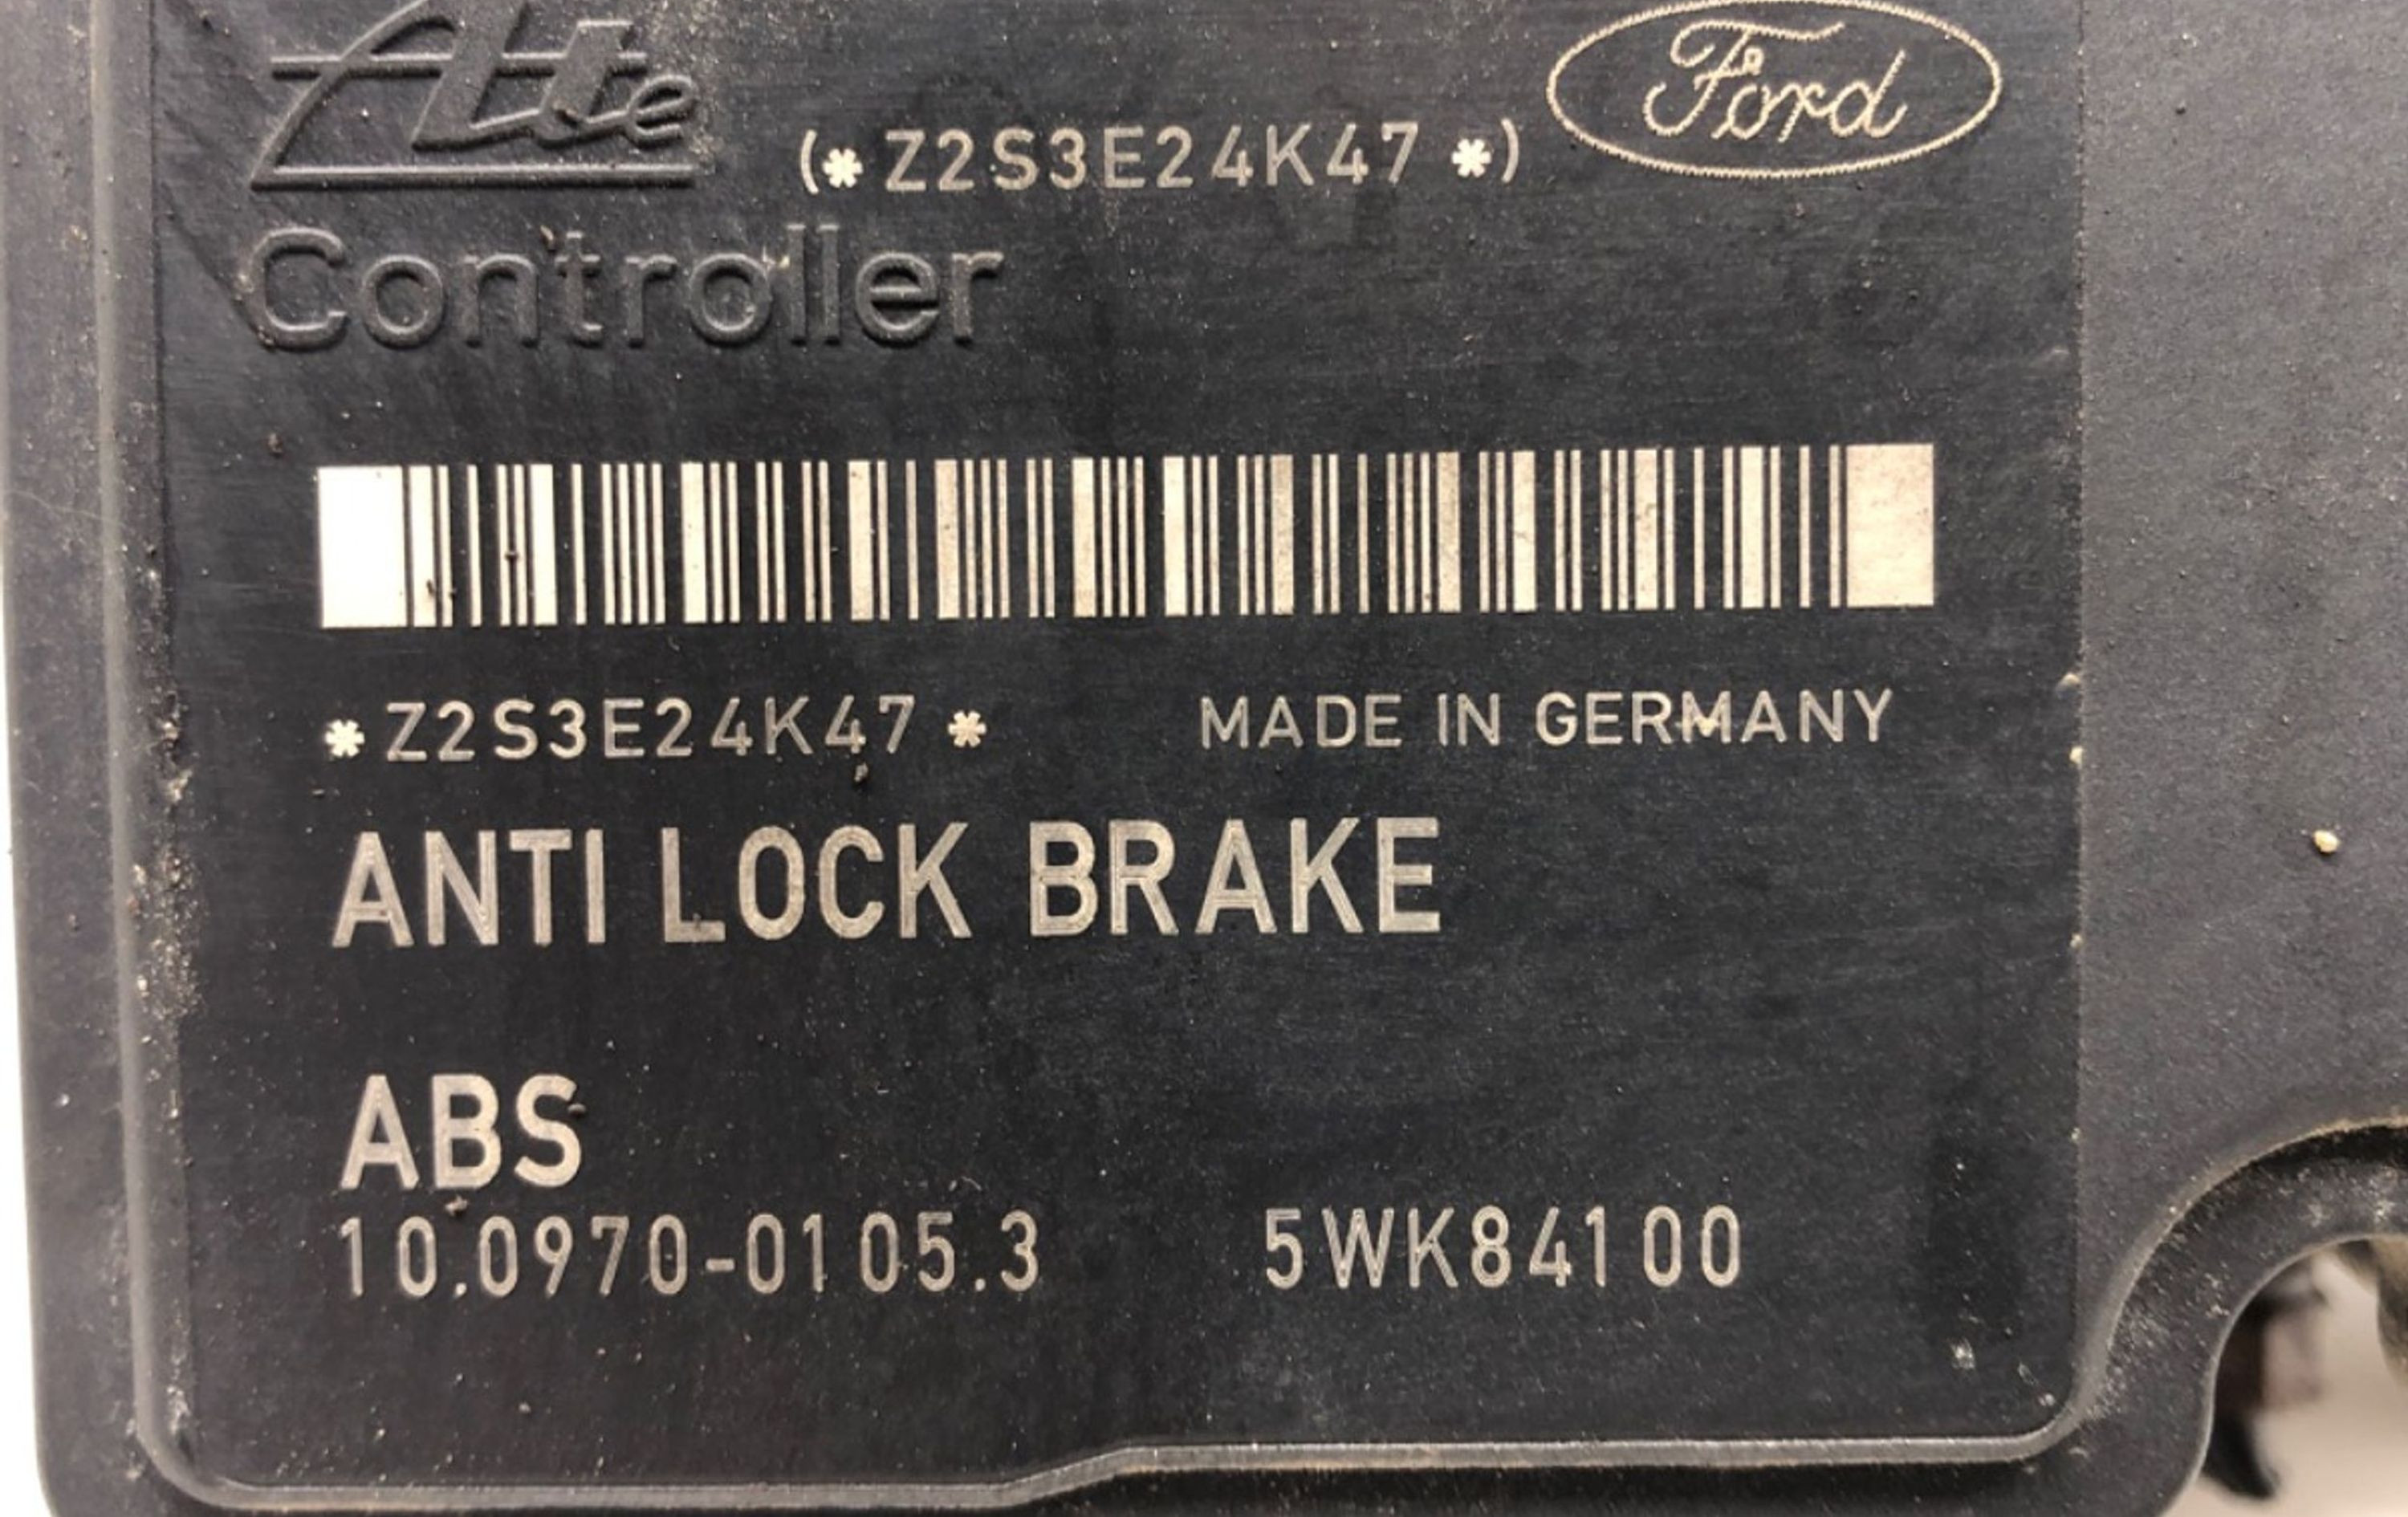 Ate
(*Z2S3E24K47*) Ford
Controller
*Z2S3E24K47* MADE IN GERMANY
ANTI LOCK BRAKE
ABS
10.0970-0105.3 5WK84100